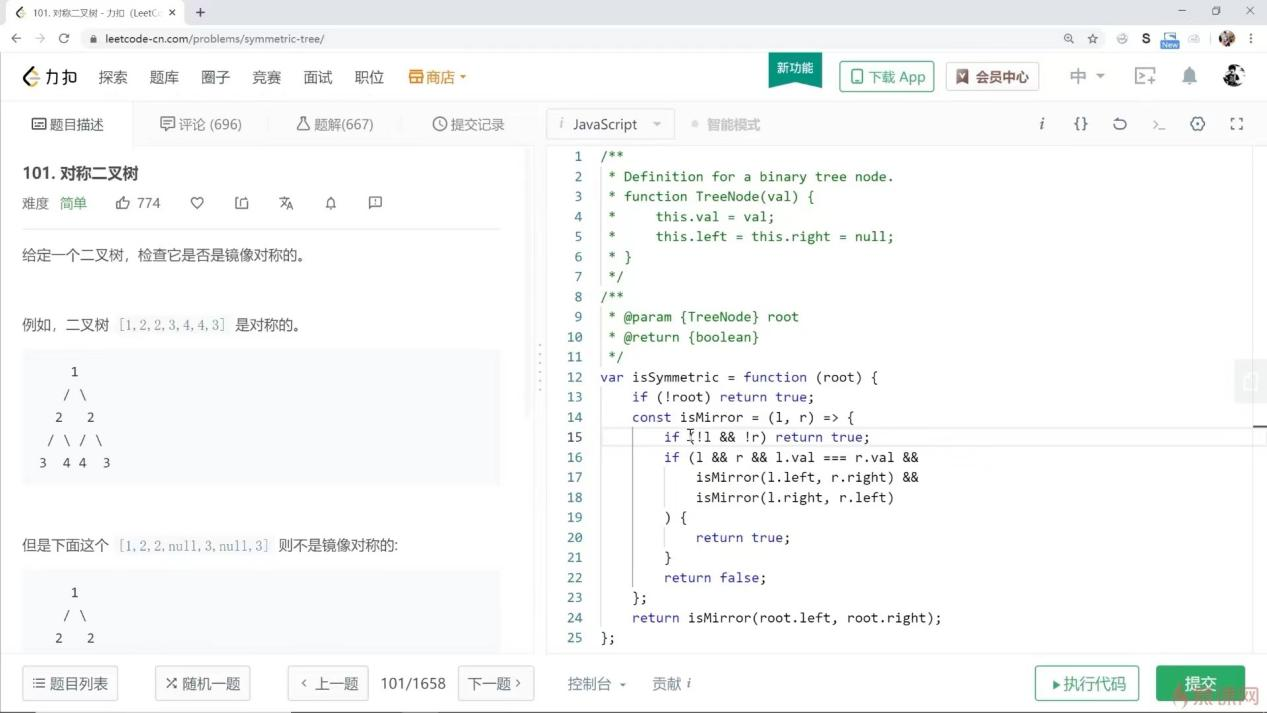 101. 对称二叉树 - 力扣 (LeetC
leetcode-cn.com/problems/symmetric-tree/
S
New
力扣 探索 题库 圈子 竞赛 面试 职位 商店 新功能 下载 App 会员中心 中
题目描述 评论 (696) 题解(667) 提交记录
i JavaScript 智能模式 i {} >_
101. 对称二叉树
难度 简单 774
给定一个二叉树，检查它是否是镜像对称的。
例如，二叉树 [1,2,2,3,4,4,3] 是对称的。
1
/ \
2 2
/ \ / \
3 4 4 3
但是下面这个 [1,2,2,null,3,null,3] 则不是镜像对称的:
1
/ \
2 2
1 /**
2 * Definition for a binary tree node.
3 * function TreeNode(val) {
4 * this.val = val;
5 * this.left = this.right = null;
6 * }
7 */
8 /**
9 * @param {TreeNode} root
10 * @return {boolean}
11 */
12 var isSymmetric = function (root) {
13 if (!root) return true;
14 const isMirror = (l, r) => {
15 if (!l && !r) return true;
16 if (l && r && l.val === r.val &&
17 isMirror(l.left, r.right) &&
18 isMirror(l.right, r.left)
19 ) {
20 return true;
21 }
22 return false;
23 };
24 return isMirror(root.left, root.right);
25 };
题目列表 随机一题 上一题 101/1658 下一题 控制台 贡献 i 执行代码 提交
慕课网